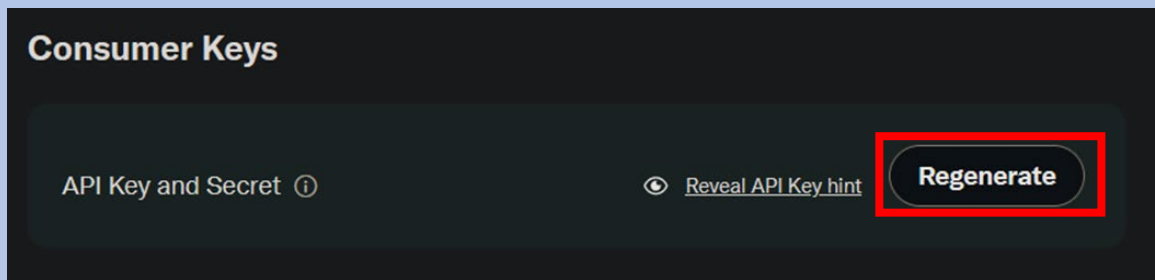 Consumer Keys
API Key and Secret Reveal API Key hint Regenerate